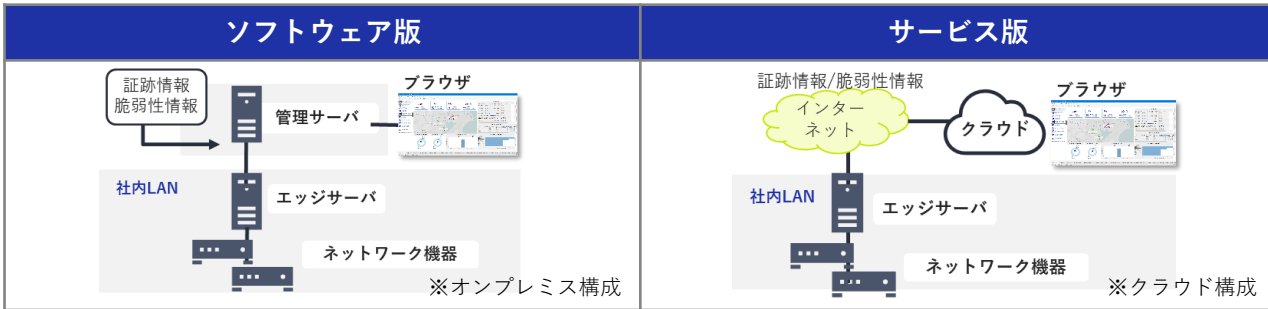 ソフトウェア版
サービス版
証跡情報
脆弱性情報
ブラウザ
管理サーバ
社内LAN
エッジサーバ
ネットワーク機器
※オンプレミス構成
証跡情報/脆弱性情報
インター
ネット
クラウド
ブラウザ
社内LAN
エッジサーバ
ネットワーク機器
※クラウド構成